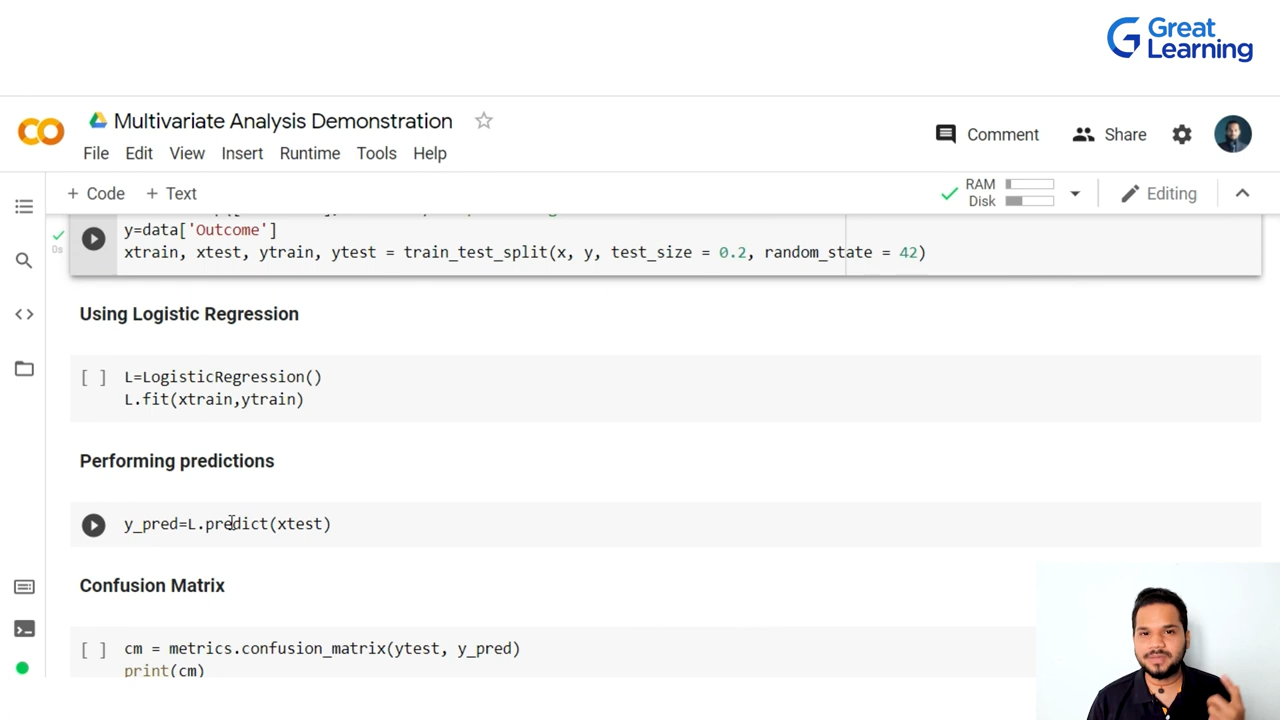 Great
Learning
Multivariate Analysis Demonstration
Comment
Share
File Edit View Insert Runtime Tools Help
+ Code + Text
RAM
Disk
Editing
y=data['Outcome']
0s
xtrain, xtest, ytrain, ytest = train_test_split(x, y, test_size = 0.2, random_state = 42)
Using Logistic Regression
[ ] L=LogisticRegression()
L.fit(xtrain,ytrain)
Performing predictions
y_pred=L.predict(xtest)
Confusion Matrix
[ ] cm = metrics.confusion_matrix(ytest, y_pred)
print(cm)